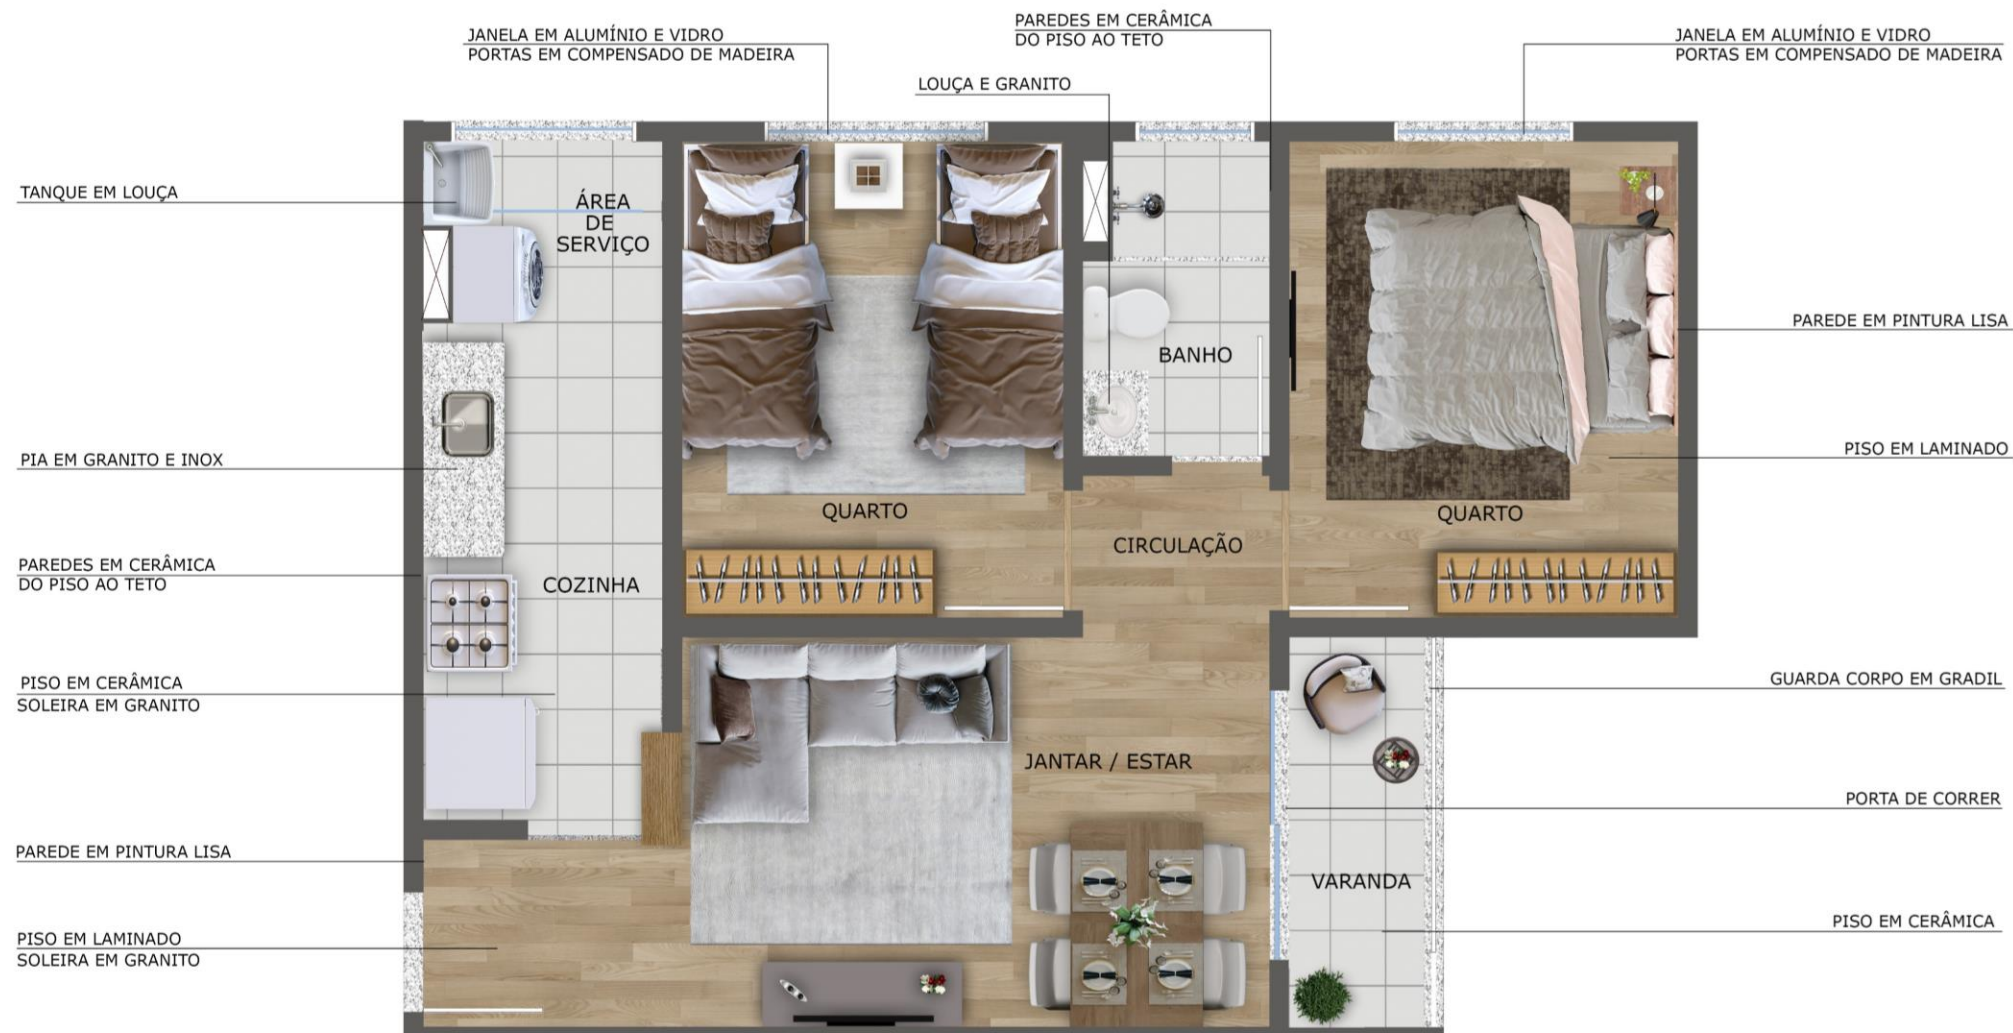 JANELA EM ALUMÍNIO E VIDRO
PORTAS EM COMPENSADO DE MADEIRA
PAREDES EM CERÂMICA
DO PISO AO TETO
LOUÇA E GRANITO
JANELA EM ALUMÍNIO E VIDRO
PORTAS EM COMPENSADO DE MADEIRA
TANQUE EM LOUÇA
PIA EM GRANITO E INOX
PAREDES EM CERÂMICA
DO PISO AO TETO
PISO EM CERÂMICA
SOLEIRA EM GRANITO
PAREDE EM PINTURA LISA
PISO EM LAMINADO
SOLEIRA EM GRANITO
ÁREA
DE
SERVIÇO
COZINHA
QUARTO
BANHO
CIRCULAÇÃO
QUARTO
JANTAR / ESTAR
VARANDA
PAREDE EM PINTURA LISA
PISO EM LAMINADO
GUARDA CORPO EM GRADIL
PORTA DE CORRER
PISO EM CERÂMICA